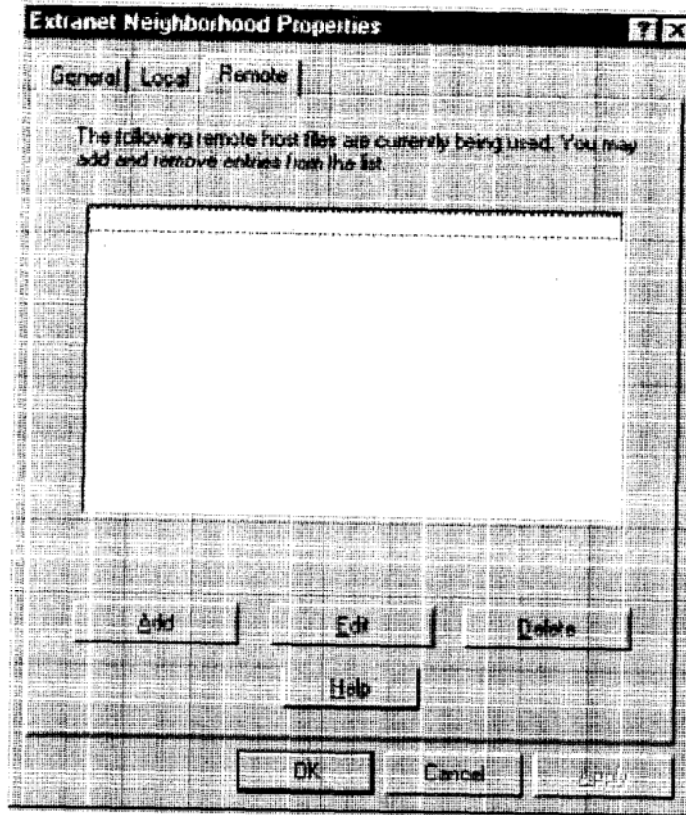 Extranet Neighborhood Properties
General Local Remote
The following remote host files are currently being used. You may
add and remove entries from the list.
Add Edit Delete
Help
OK Cancel Apply